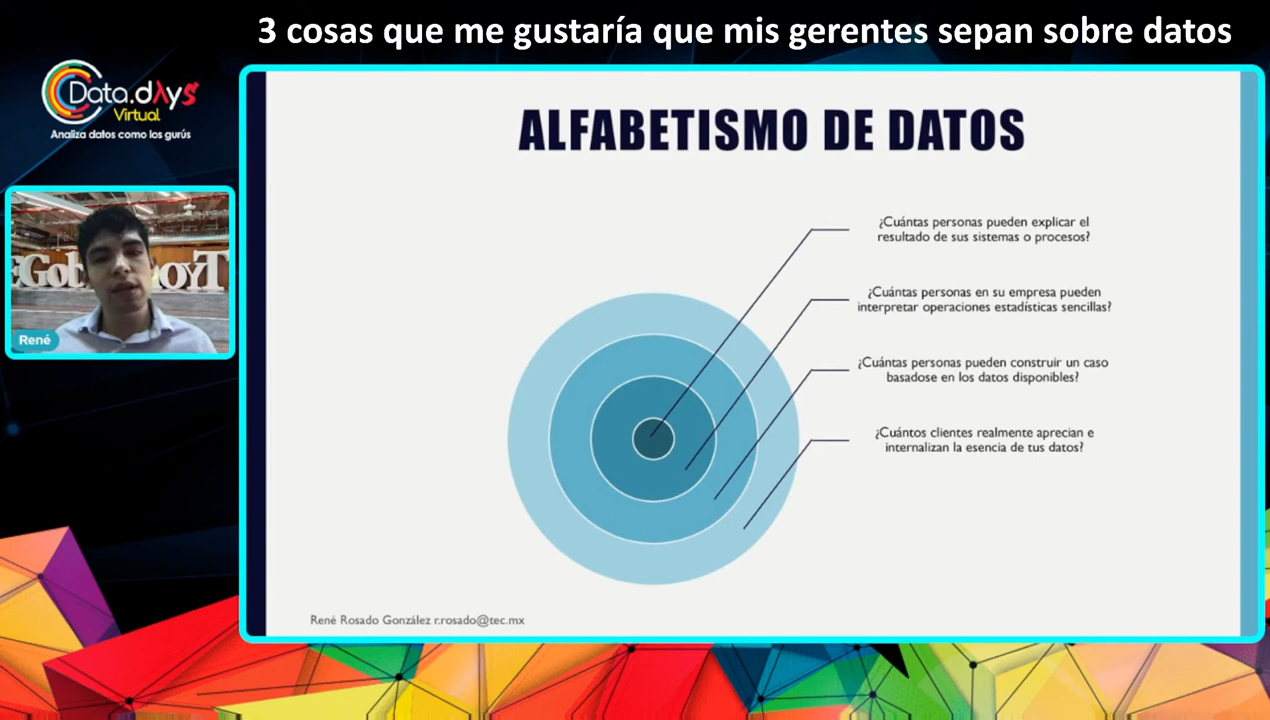 3 cosas que me gustaría que mis gerentes sepan sobre datos
Data.dλys
Virtual
Analiza datos como los gurús
ALFABETISMO DE DATOS
¿Cuántas personas pueden explicar el
resultado de sus sistemas o procesos?
¿Cuántas personas en su empresa pueden
interpretar operaciones estadísticas sencillas?
¿Cuántas personas pueden construir un caso
basadose en los datos disponibles?
¿Cuántos clientes realmente aprecian e
internalizan la esencia de tus datos?
René
René Rosado González r.rosado@tec.mx